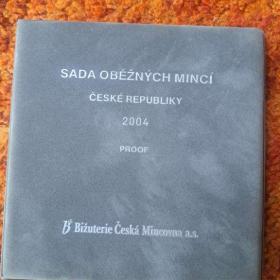 SADA OBĚŽNÝCH MINCÍ
ČESKÉ REPUBLIKY
2004
PROOF
Bižuterie Česká Mincovna a.s.